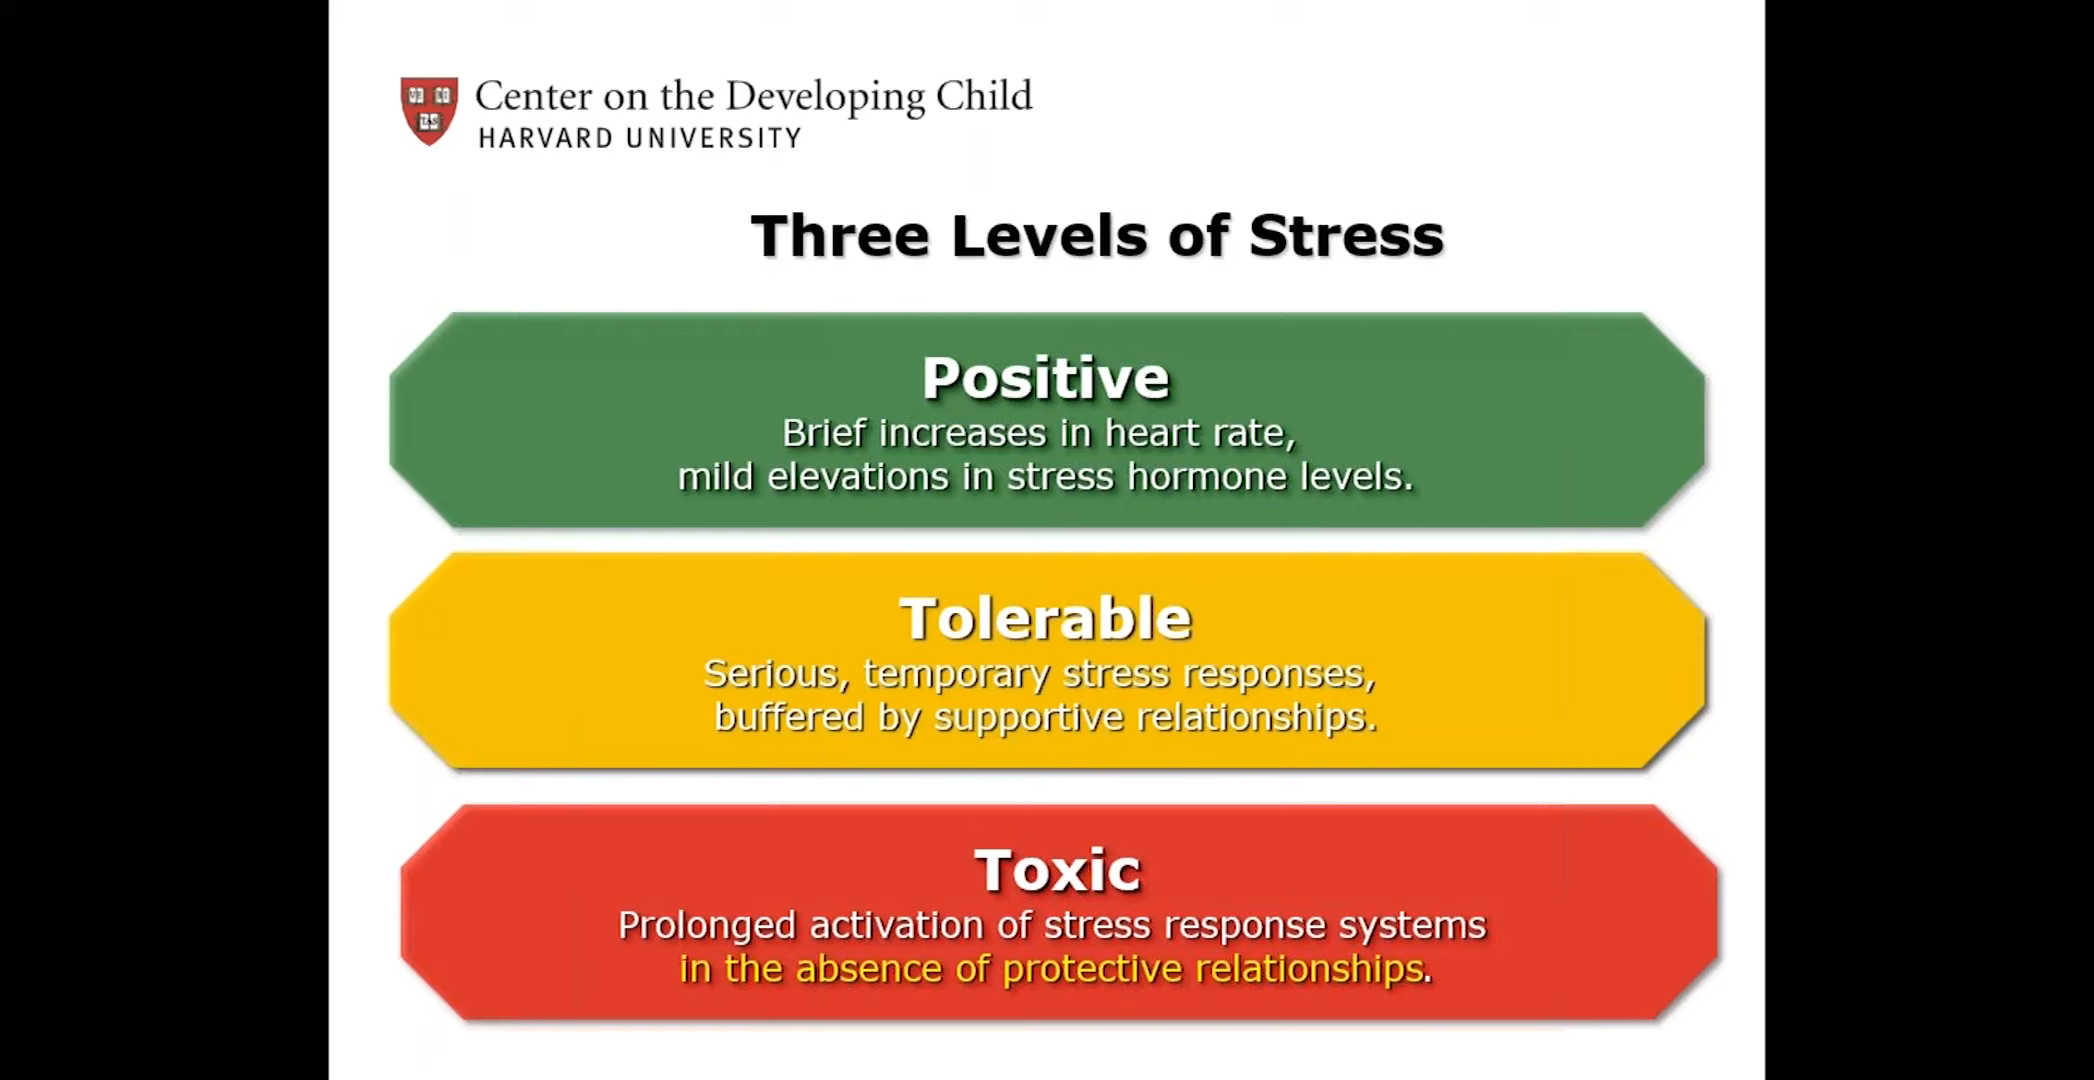 Center on the Developing Child
HARVARD UNIVERSITY
Three Levels of Stress
Positive
Brief increases in heart rate,
mild elevations in stress hormone levels.
Tolerable
Serious, temporary stress responses,
buffered by supportive relationships.
Toxic
Prolonged activation of stress response systems
in the absence of protective relationships.